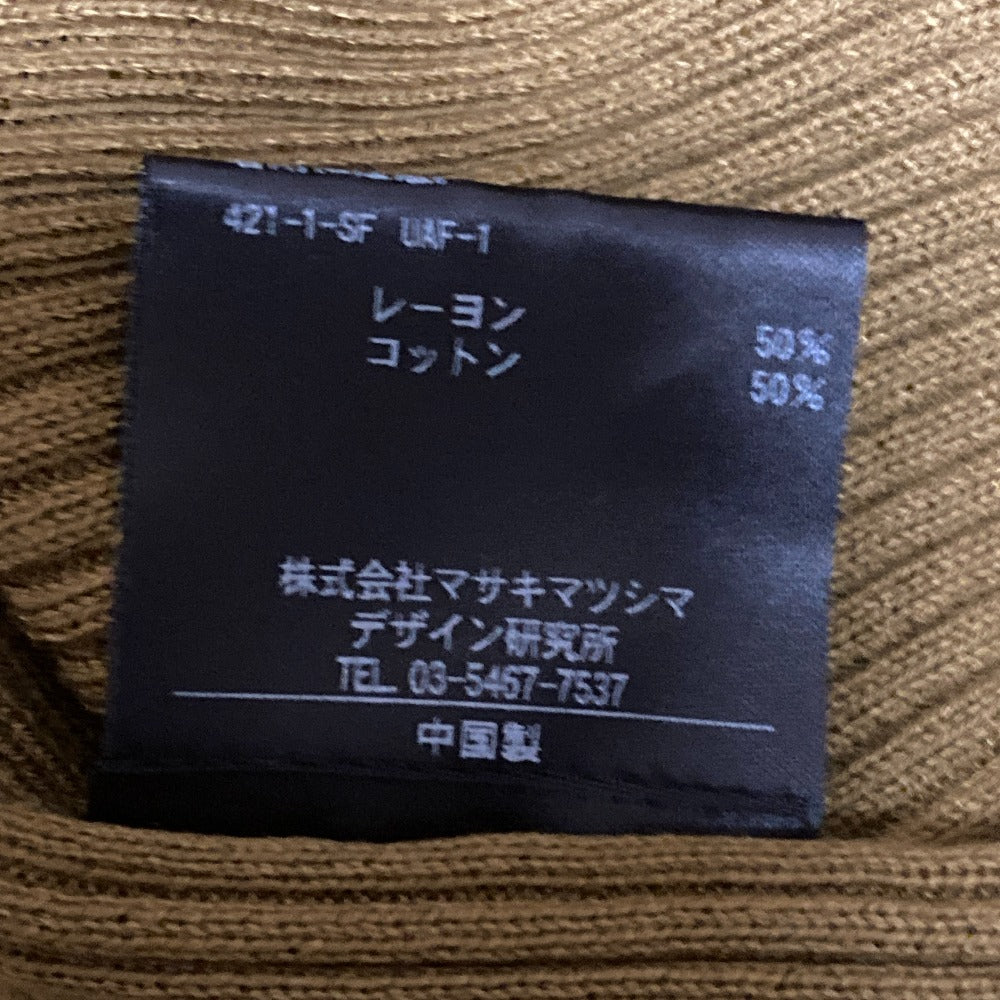 421-1-SF UAF-1
レーヨン 50%
コットン 50%
株式会社マサキマツシマ
デザイン研究所
TEL 03-5467-7537
中国製